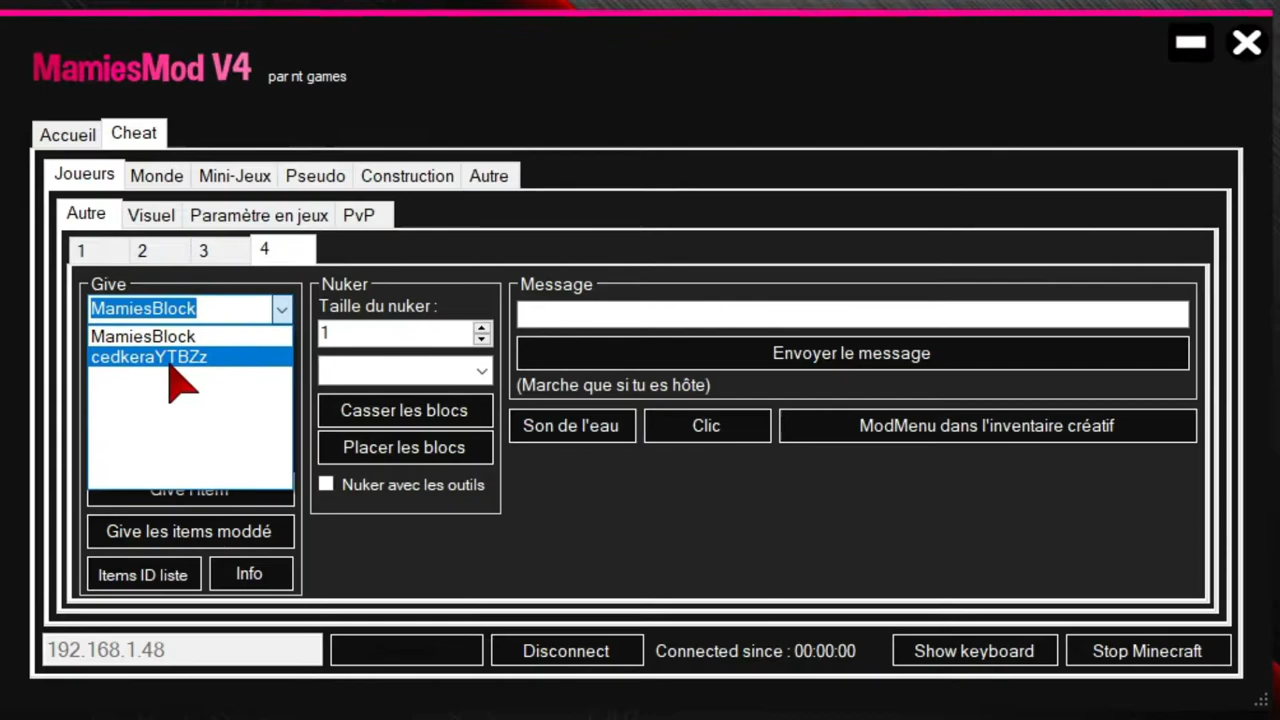 MamiesMod V4 par nt games
Accueil Cheat
Joueurs Monde Mini-Jeux Pseudo Construction Autre
Autre Visuel Paramètre en jeux PvP
1 2 3 4
Give
MamiesBlock
MamiesBlock
cedkeraYTBZz
Give l'item
Give les items moddé
Items ID liste Info
Nuker
Taille du nuker :
1
Casser les blocs
Placer les blocs
Nuker avec les outils
Message
Envoyer le message
(Marche que si tu es hôte)
Son de l'eau Clic ModMenu dans l'inventaire créatif
192.168.1.48 Disconnect Connected since : 00:00:00 Show keyboard Stop Minecraft